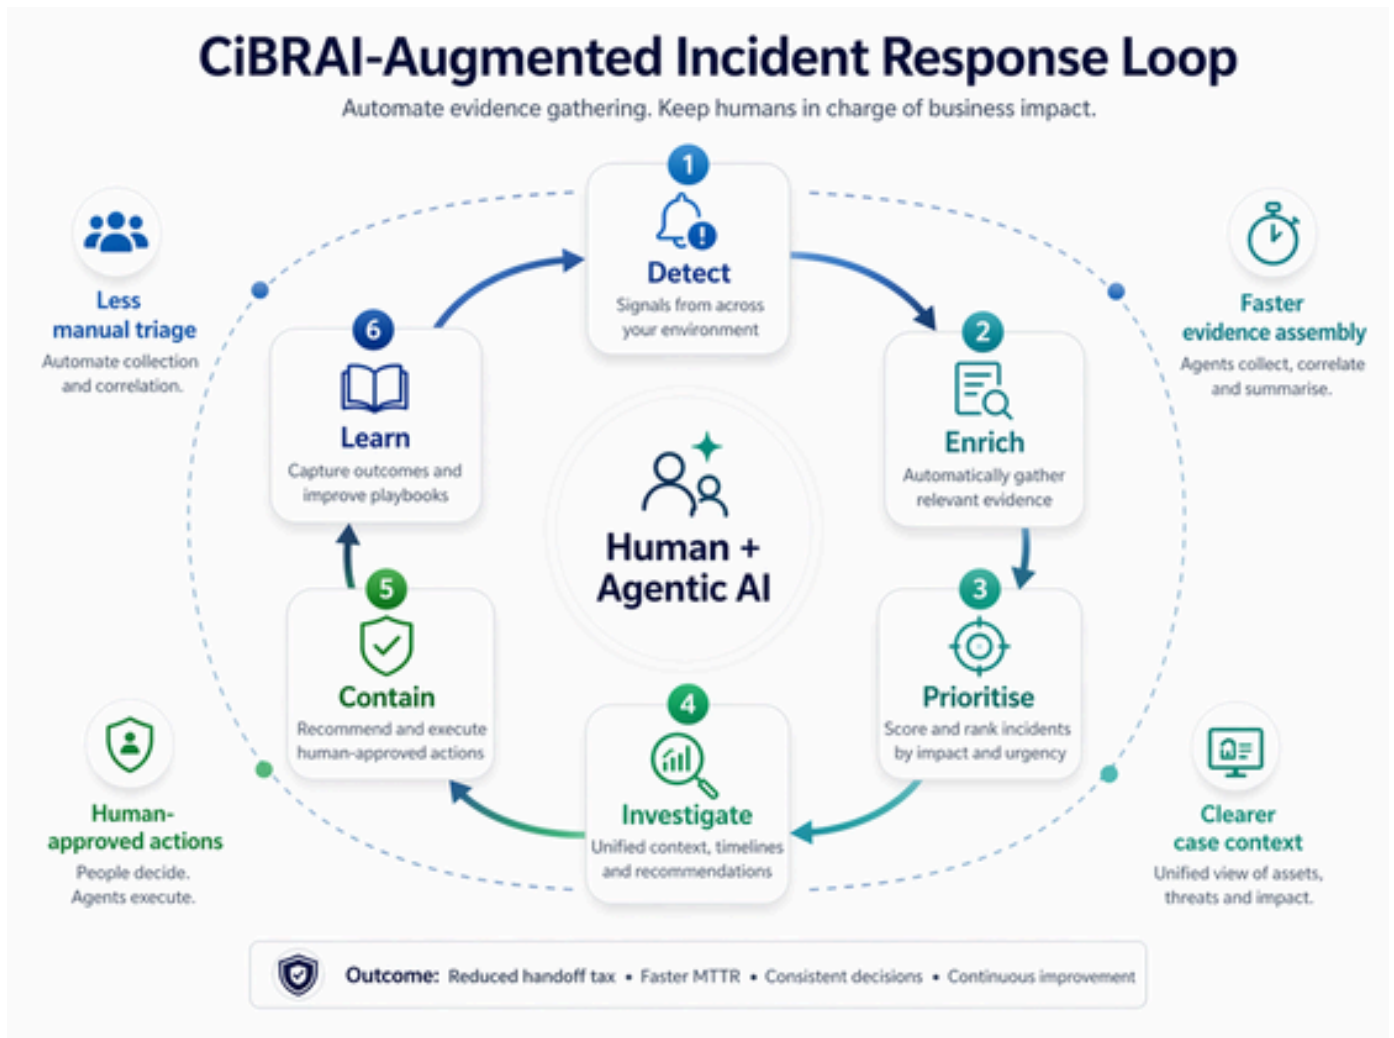 CiBRAI-Augmented Incident Response Loop
Automate evidence gathering. Keep humans in charge of business impact.
1
Detect
Signals from across
your environment
2
Enrich
Automatically gather
relevant evidence
3
Prioritise
Score and rank incidents
by impact and urgency
4
Investigate
Unified context, timelines
and recommendations
5
Contain
Recommend and execute
human-approved actions
6
Learn
Capture outcomes and
improve playbooks
Human +
Agentic AI
Less
manual triage
Automate collection
and correlation.
Faster
evidence assembly
Agents collect, correlate
and summarise.
Human-
approved actions
People decide.
Agents execute.
Clearer
case context
Unified view of assets,
threats and impact.
Outcome: Reduced handoff tax • Faster MTTR • Consistent decisions • Continuous improvement